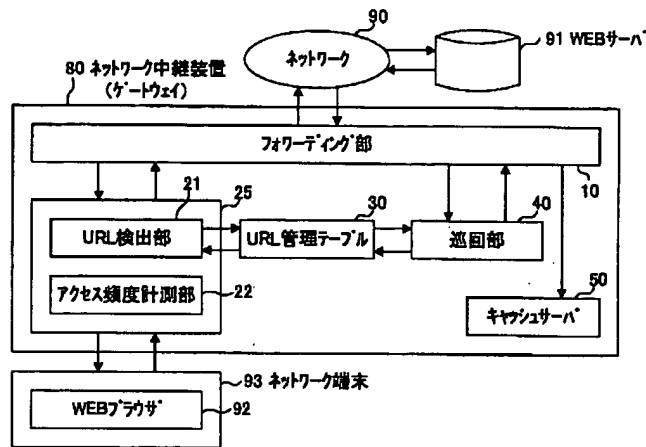 90
ネットワーク
91 WEBサーバ
80 ネットワーク中継装置
(ゲートウェイ)
フォワーディング部
10
21
25
30
40
URL検出部
URL管理テーブル
巡回部
アクセス頻度計測部
22
50
キャッシュサーバ
93 ネットワーク端末
WEBブラウザ
92